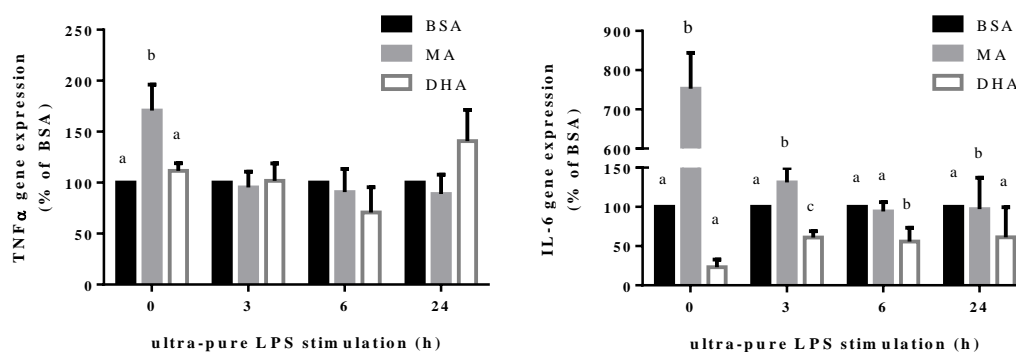 TNFα gene expression
(% of BSA)
250
200
150
100
50
0
BSA
MA
DHA
a
b
a
0
3
6
24
ultra-pure LPS stimulation (h)
IL-6 gene expression
(% of BSA)
900
800
700
600
150
100
50
0
BSA
MA
DHA
a
b
a
a
b
c
a
a
b
a
b
a
0
3
6
24
ultra-pure LPS stimulation (h)